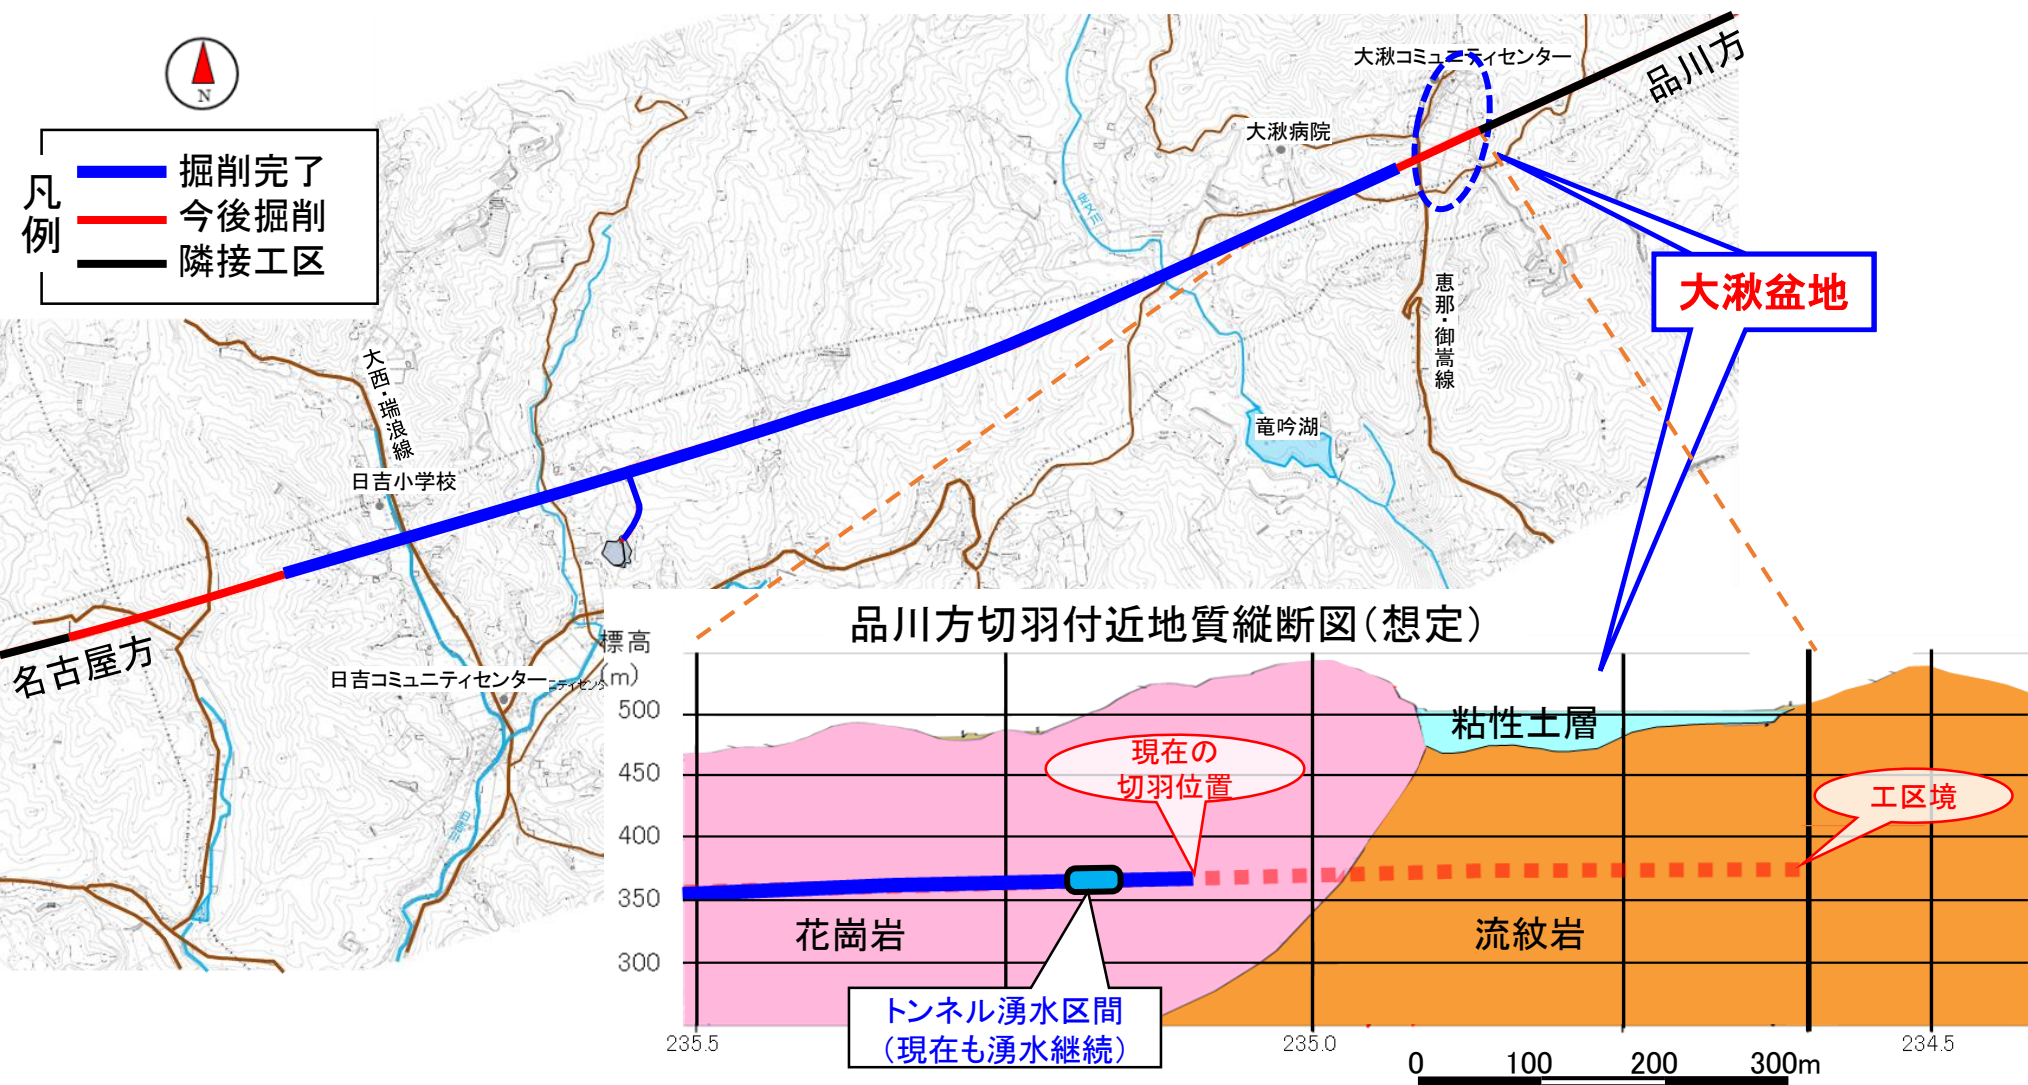 N
凡例
掘削完了
今後掘削
隣接工区
大湫コミュニティセンター
品川方
大湫病院
恵那・御嵩線
大湫盆地
大西・瑞浪線
竜吟湖
日吉小学校
名古屋方
日吉コミュニティセンター
品川方切羽付近地質縦断図(想定)
標高
(m)
500
450
400
350
300
粘性土層
現在の
切羽位置
工区境
花崗岩
流紋岩
トンネル湧水区間
(現在も湧水継続)
235.5
235.0
234.5
0 100 200 300m